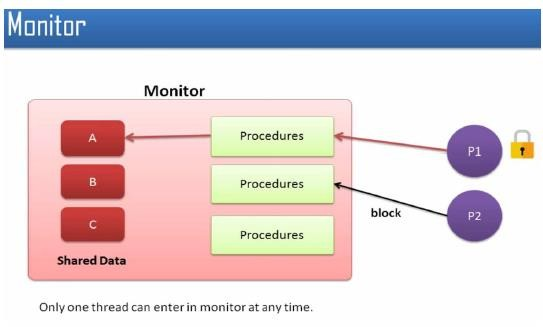 Monitor
Monitor
A
Procedures
P1
B
Procedures
block
P2
C
Procedures
Shared Data
Only one thread can enter in monitor at any time.